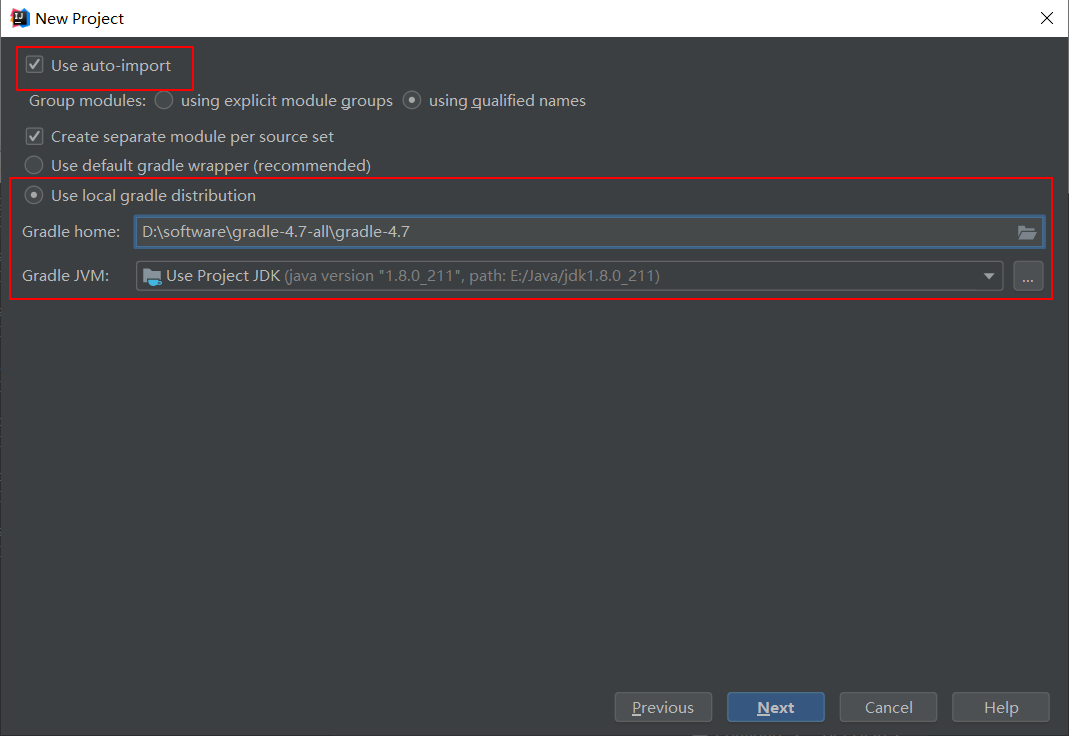 New Project
Use auto-import
Group modules: using explicit module groups using qualified names
Create separate module per source set
Use default gradle wrapper (recommended)
Use local gradle distribution
Gradle home: D:\software\gradle-4.7-all\gradle-4.7
Gradle JVM: Use Project JDK (java version "1.8.0_211", path: E:/Java/jdk1.8.0_211) ...
Previous Next Cancel Help